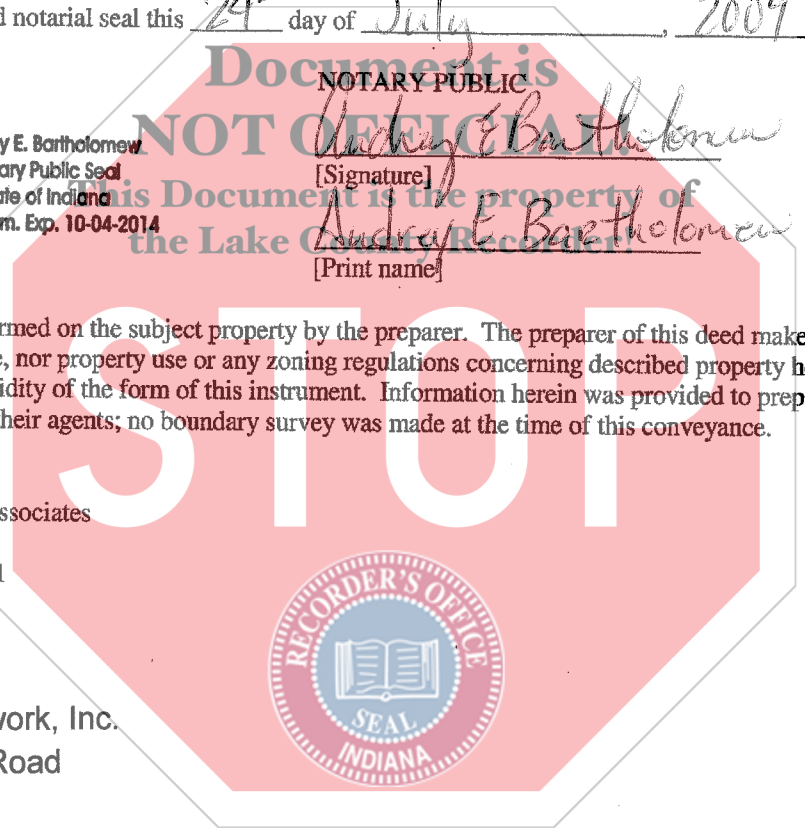 d notarial seal this 24th day of July, 2009
Document is
NOTARY PUBLIC
NOT OFFICIAL!
y E. Bartholomew
Audrey E Bartholomew
ary Public Seal
[Signature]
te of Indiana
This Document is the property of
m. Exp. 10-04-2014
Audrey E. Bartholomew
the Lake County Recorder!
[Print name]
rmed on the subject property by the preparer. The preparer of this deed make
e, nor property use or any zoning regulations concerning described property h
idity of the form of this instrument. Information herein was provided to prep
heir agents; no boundary survey was made at the time of this conveyance.
STOP
ssociates
RECORDER'S OFFICE
SEAL
INDIANA
work, Inc.
Road